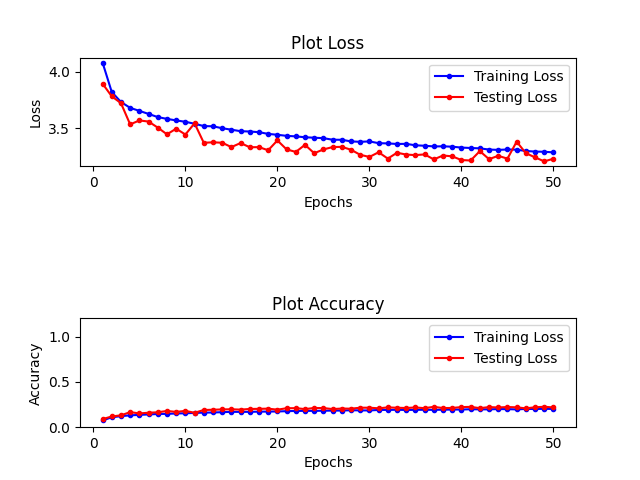 Plot Loss
4.0
3.5
Loss
Training Loss
Testing Loss
0 10 20 30 40 50
Epochs
Plot Accuracy
1.0
0.5
0.0
Accuracy
Training Loss
Testing Loss
0 10 20 30 40 50
Epochs